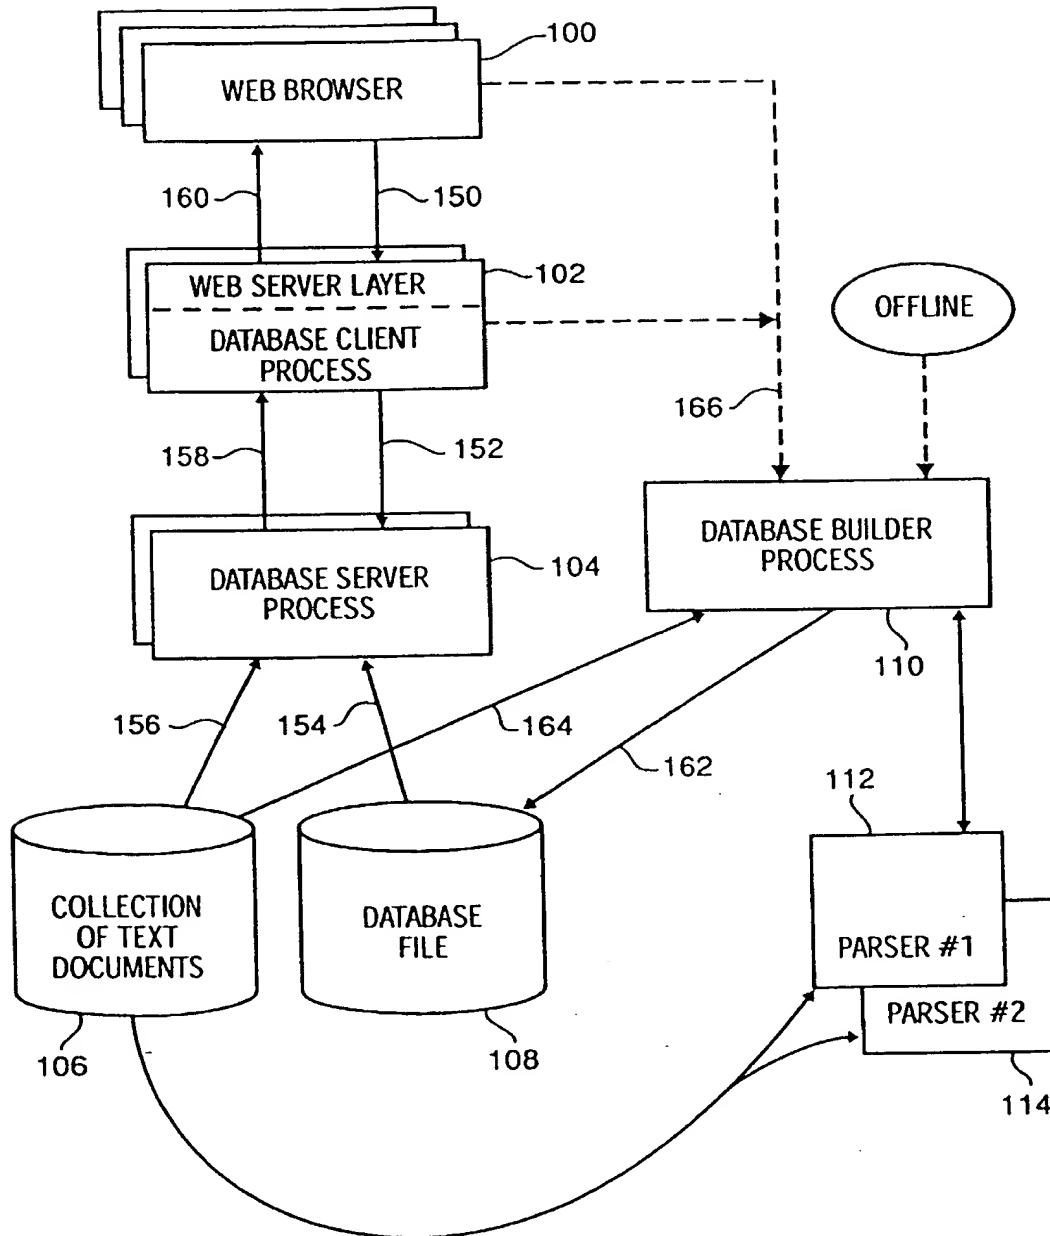 100
WEB BROWSER
160
150
WEB SERVER LAYER
102
DATABASE CLIENT
PROCESS
OFFLINE
166
158
152
DATABASE BUILDER
PROCESS
DATABASE SERVER
PROCESS
104
110
156
154
164
162
112
COLLECTION
OF TEXT
DOCUMENTS
DATABASE
FILE
PARSER #1
PARSER #2
106
108
114